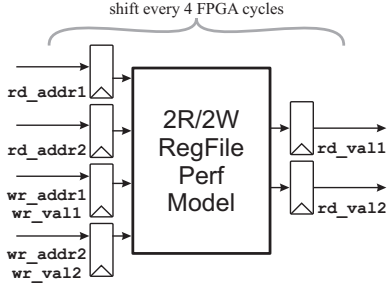 shift every 4 FPGA cycles
rd_addr1
rd_addr2
wr_addr1
wr_val1
wr_addr2
wr_val2
2R/2W
RegFile
Perf
Model
rd_val1
rd_val2